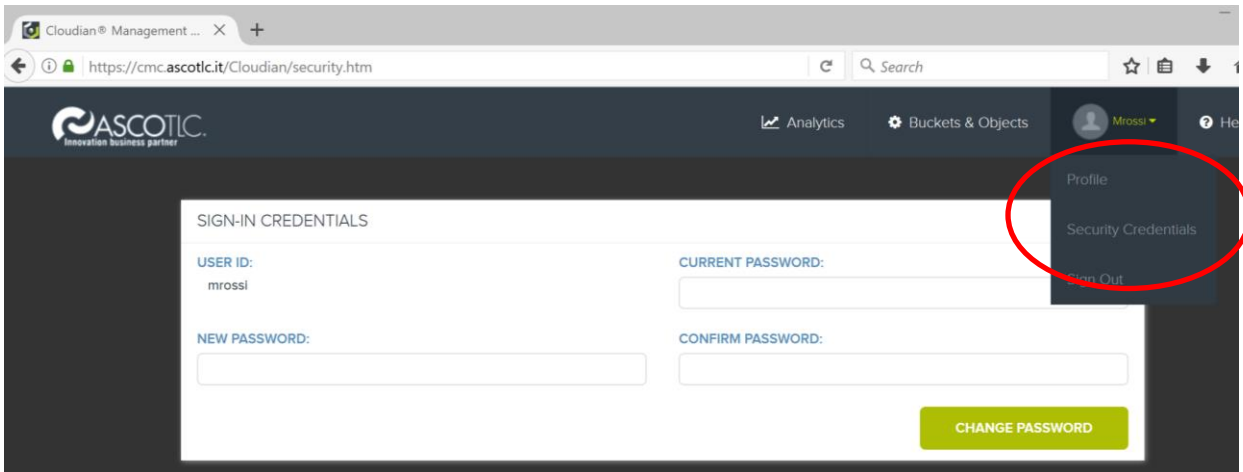 Cloudian® Management ...
https://cmc.ascotlc.it/Cloudian/security.htm
Search
ASCOTLC.
Innovation business partner
Analytics
Buckets & Objects
Mrossi
He
Profile
Security Credentials
Sign Out
SIGN-IN CREDENTIALS
USER ID:
mrossi
CURRENT PASSWORD:
NEW PASSWORD:
CONFIRM PASSWORD:
CHANGE PASSWORD